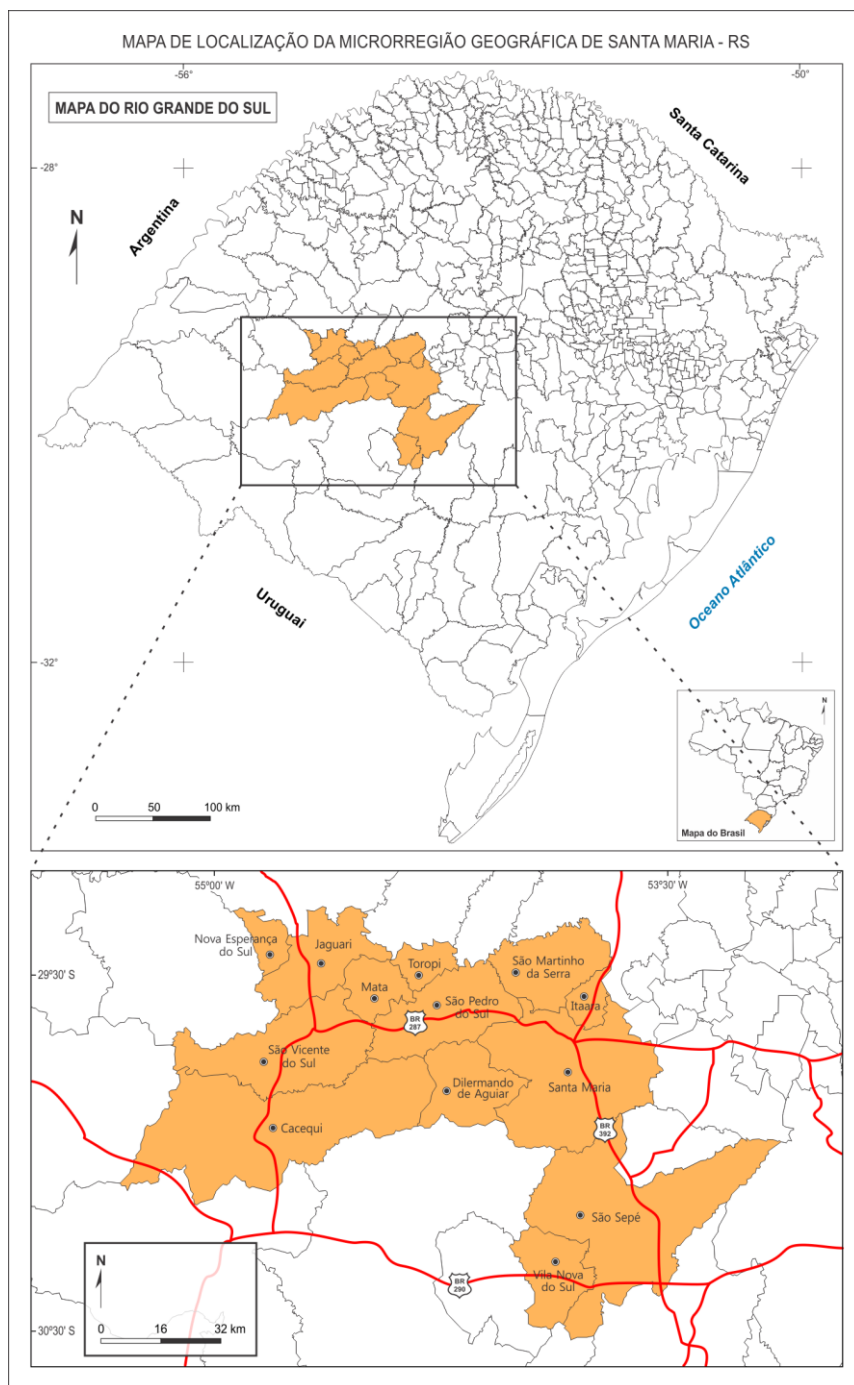 MAPA DE LOCALIZAÇÃO DA MICRORREGIÃO GEOGRÁFICA DE SANTA MARIA - RS
-56°
-50°
MAPA DO RIO GRANDE DO SUL
Santa Catarina
-28°
Argentina
N
Oceano Atlântico
Uruguai
-32°
N
0 50 100 km
Mapa do Brasil
55°00' W
53°30' W
Nova Esperança
do Sul
Jaguari
Toropi
São Martinho
da Serra
29°30' S
Mata
Itaara
São Pedro
do Sul
BR
287
São Vicente
do Sul
Dilermando
de Aguiar
Santa Maria
Cacequi
BR
392
São Sepé
N
Vila Nova
do Sul
BR
290
0 16 32 km
30°30' S